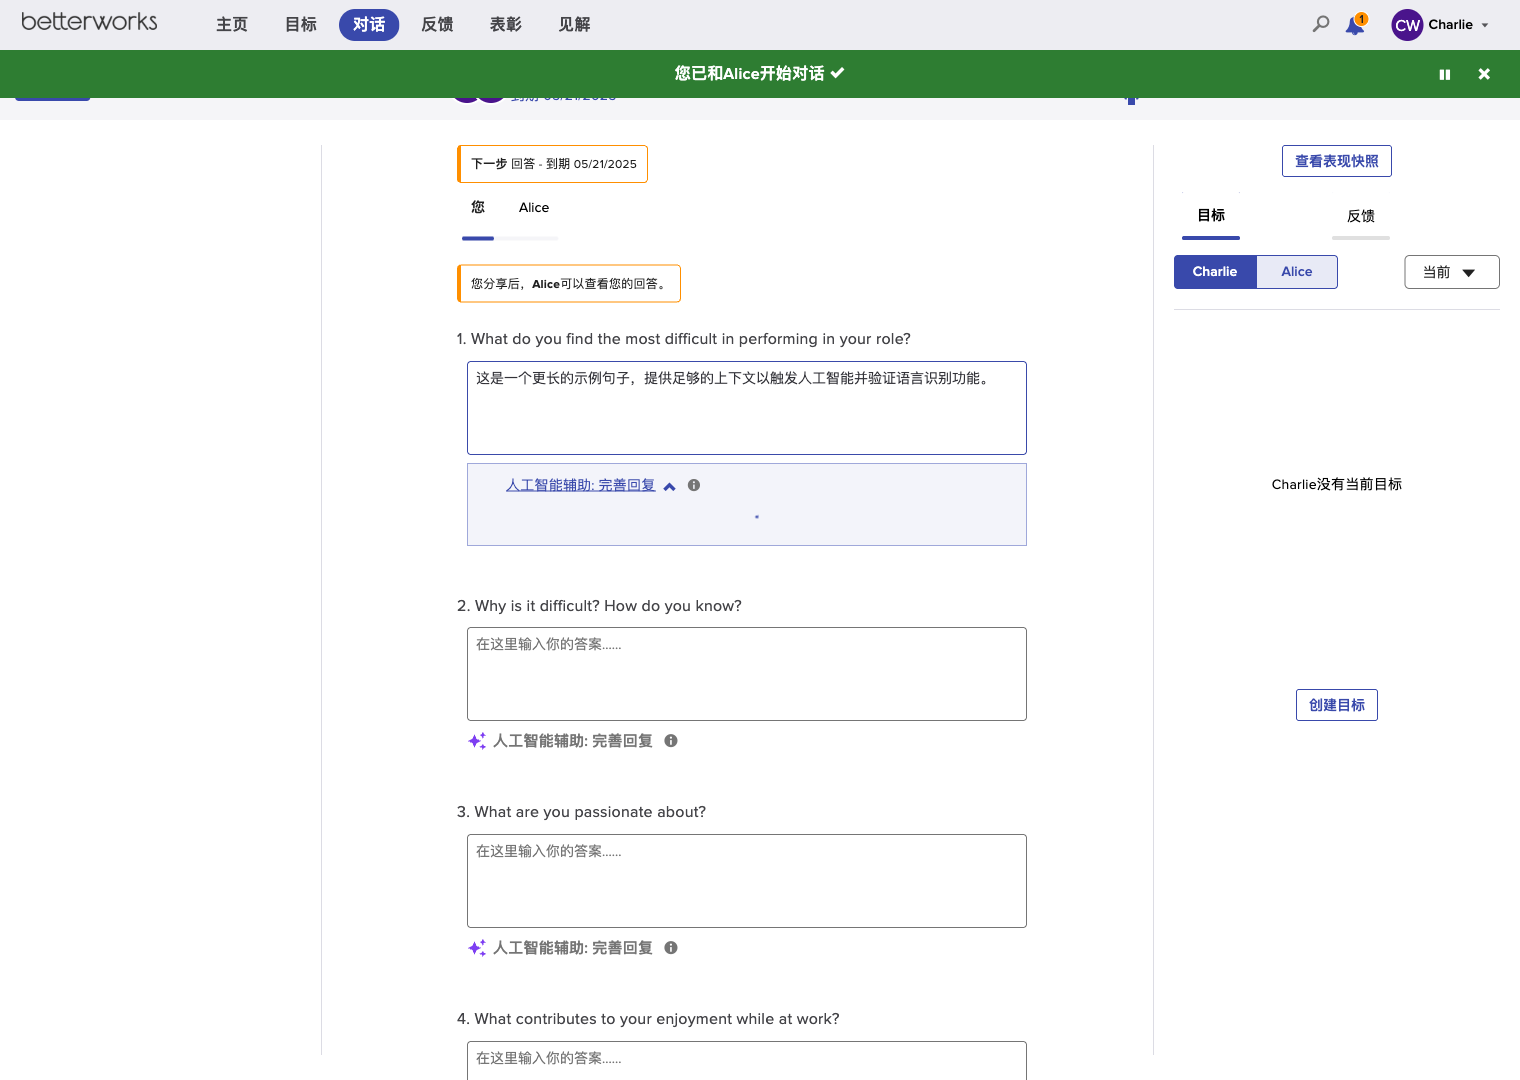 betterworks
主页
目标
对话
反馈
表彰
见解
1
CW
Charlie
您已和Alice开始对话
到期 05/21/2025
下一步 回答 - 到期 05/21/2025
您
Alice
您分享后，Alice可以查看您的回答。
1. What do you find the most difficult in performing in your role?
这是一个更长的示例句子，提供足够的上下文以触发人工智能并验证语言识别功能。
人工智能辅助: 完善回复
2. Why is it difficult? How do you know?
在这里输入你的答案......
人工智能辅助: 完善回复
3. What are you passionate about?
在这里输入你的答案......
人工智能辅助: 完善回复
4. What contributes to your enjoyment while at work?
在这里输入你的答案......
查看表现快照
目标
反馈
Charlie
Alice
当前
Charlie没有当前目标
创建目标